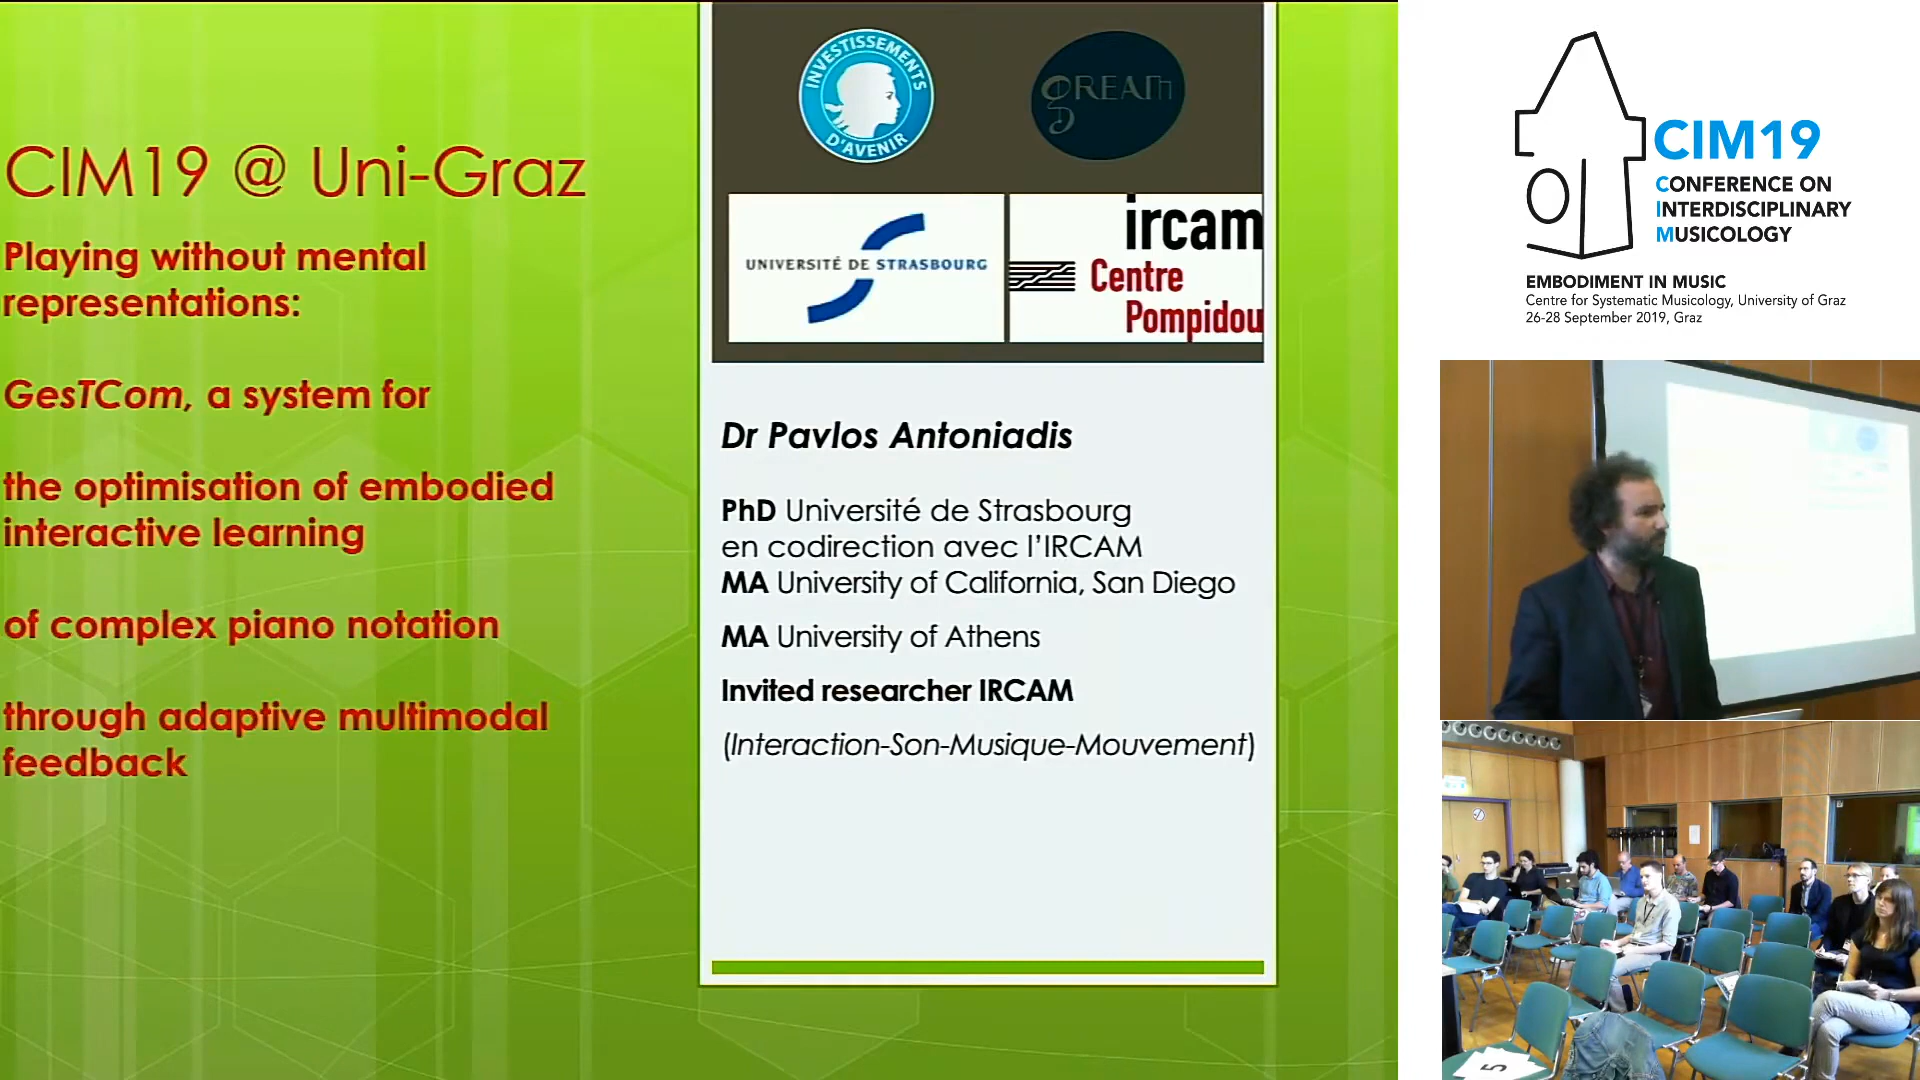 CIM19 @ Uni-Graz
Playing without mental
representations:
GesTCom, a system for
the optimisation of embodied
interactive learning
of complex piano notation
through adaptive multimodal
feedback
INVESTISSEMENTS
D'AVENIR
GREAM
UNIVERSITÉ DE STRASBOURG
ircam
Centre
Pompidou
Dr Pavlos Antoniadis
PhD Université de Strasbourg
en codirection avec l'IRCAM
MA University of California, San Diego
MA University of Athens
Invited researcher IRCAM
(Interaction-Son-Musique-Mouvement)
CIM19
CONFERENCE ON
INTERDISCIPLINARY
MUSICOLOGY
EMBODIMENT IN MUSIC
Centre for Systematic Musicology, University of Graz
26-28 September 2019, Graz
5